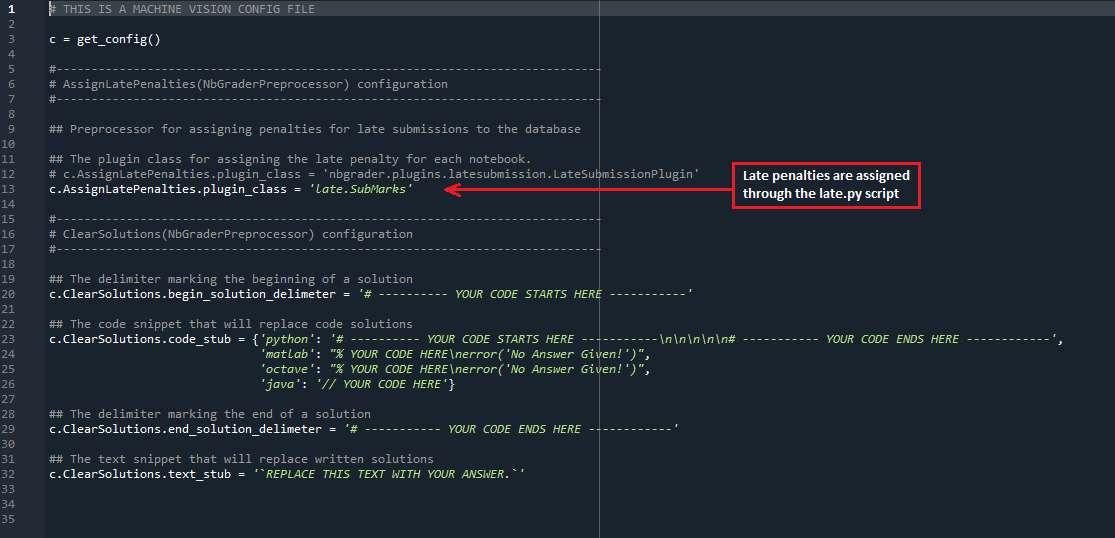 1 # THIS IS A MACHINE VISION CONFIG FILE
2
3 c = get_config()
4
5 #------------------------------------------------------------------------------
6 # AssignLatePenalties(NbGraderPreprocessor) configuration
7 #------------------------------------------------------------------------------
8
9 ## Preprocessor for assigning penalties for late submissions to the database
10
11 ## The plugin class for assigning the late penalty for each notebook.
12 # c.AssignLatePenalties.plugin_class = 'nbgrader.plugins.latesubmission.LateSubmissionPlugin'
13 c.AssignLatePenalties.plugin_class = 'late.SubMarks'
Late penalties are assigned
through the late.py script
14
15 #------------------------------------------------------------------------------
16 # ClearSolutions(NbGraderPreprocessor) configuration
17 #------------------------------------------------------------------------------
18
19 ## The delimiter marking the beginning of a solution
20 c.ClearSolutions.begin_solution_delimeter = '# ---------- YOUR CODE STARTS HERE -----------'
21
22 ## The code snippet that will replace code solutions
23 c.ClearSolutions.code_stub = {'python': '# ---------- YOUR CODE STARTS HERE -----------\n\n\n\n\n# ----------- YOUR CODE ENDS HERE ------------',
24 'matlab': "% YOUR CODE HERE\nerror('No Answer Given!')",
25 'octave': "% YOUR CODE HERE\nerror('No Answer Given!')",
26 'java': '// YOUR CODE HERE'}
27
28 ## The delimiter marking the end of a solution
29 c.ClearSolutions.end_solution_delimeter = '# ----------- YOUR CODE ENDS HERE ------------'
30
31 ## The text snippet that will replace written solutions
32 c.ClearSolutions.text_stub = '`REPLACE THIS TEXT WITH YOUR ANSWER.`'
33
34
35